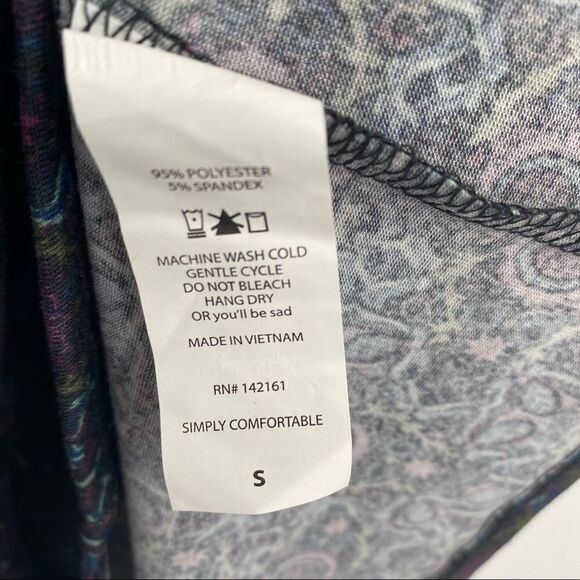 95% POLYESTER
5% SPANDEX
MACHINE WASH COLD
GENTLE CYCLE
DO NOT BLEACH
HANG DRY
OR you'll be sad
MADE IN VIETNAM
RN# 142161
SIMPLY COMFORTABLE
S